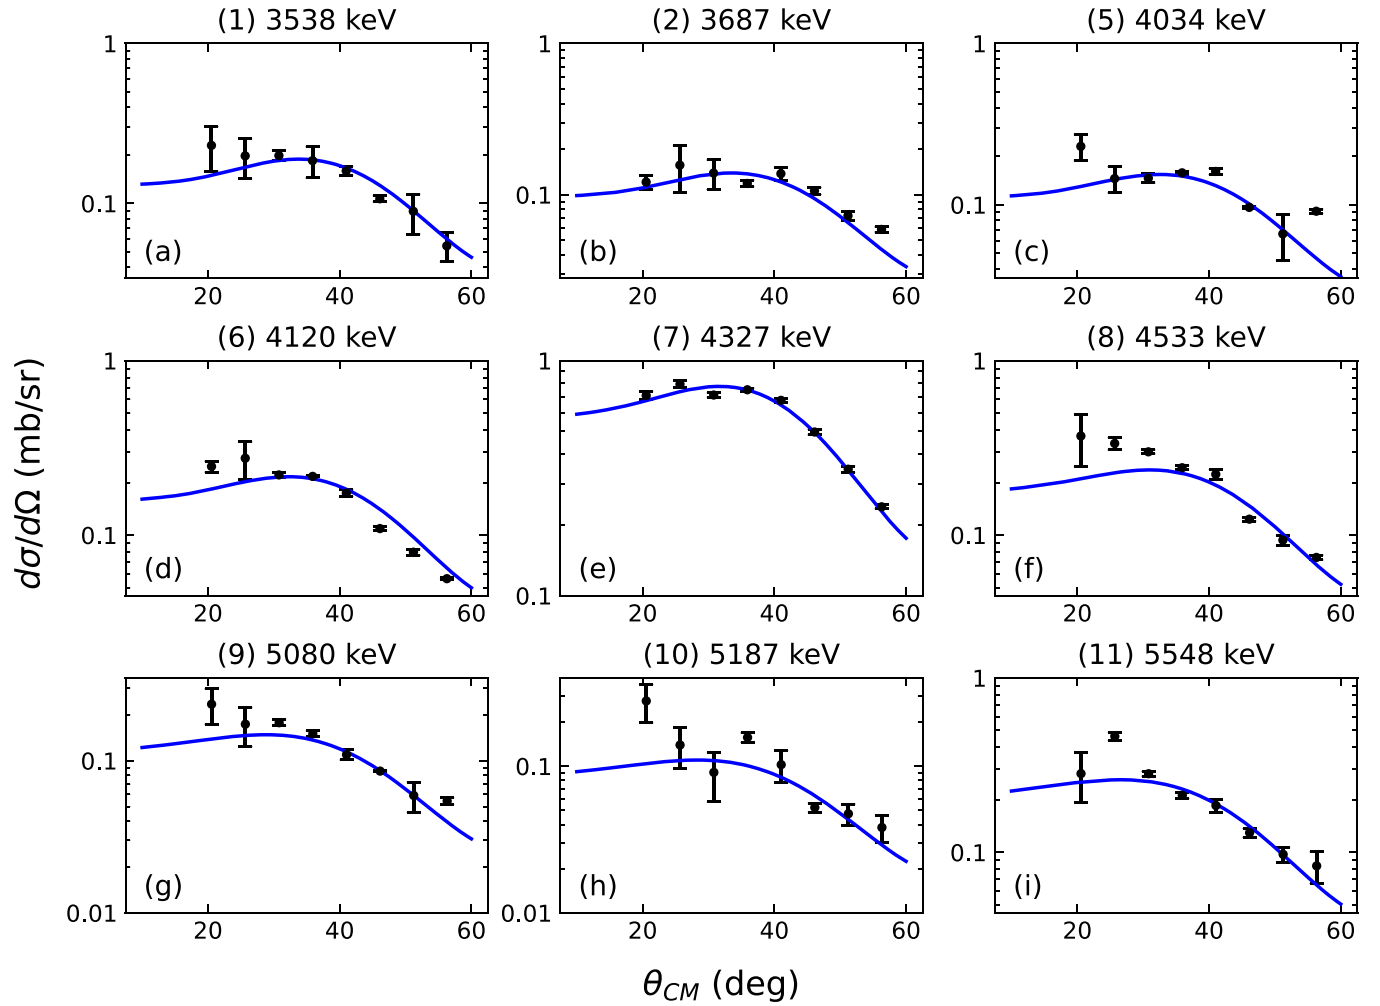 (1) 3538 keV (2) 3687 keV (5) 4034 keV
1 1 1
0.1 0.1 0.1
(a) (b) (c)
20 40 60 20 40 60 20 40 60
(6) 4120 keV (7) 4327 keV (8) 4533 keV
1 1 1
dσ/dΩ (mb/sr)
0.1 0.1 0.1
(d) (e) (f)
20 40 60 20 40 60 20 40 60
(9) 5080 keV (10) 5187 keV (11) 5548 keV
1
0.1 0.1 0.1
(g) (h) (i)
0.01 0.01
20 40 60 20 40 60 20 40 60
θCM (deg)